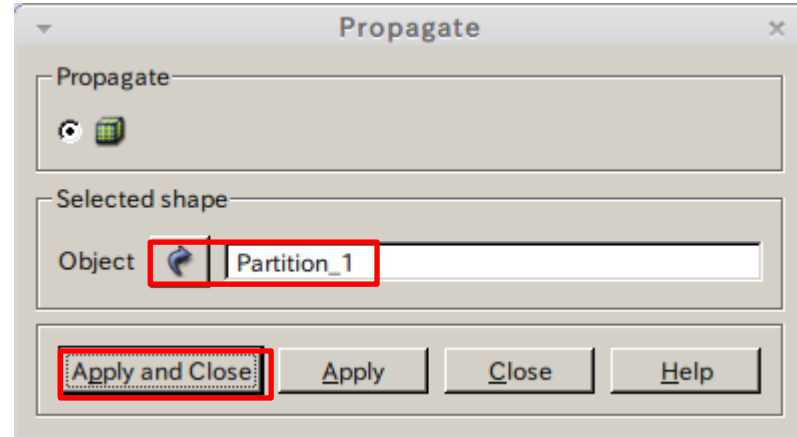 Propagate
Propagate
Selected shape
Object Partition_1
Apply and Close Apply Close Help